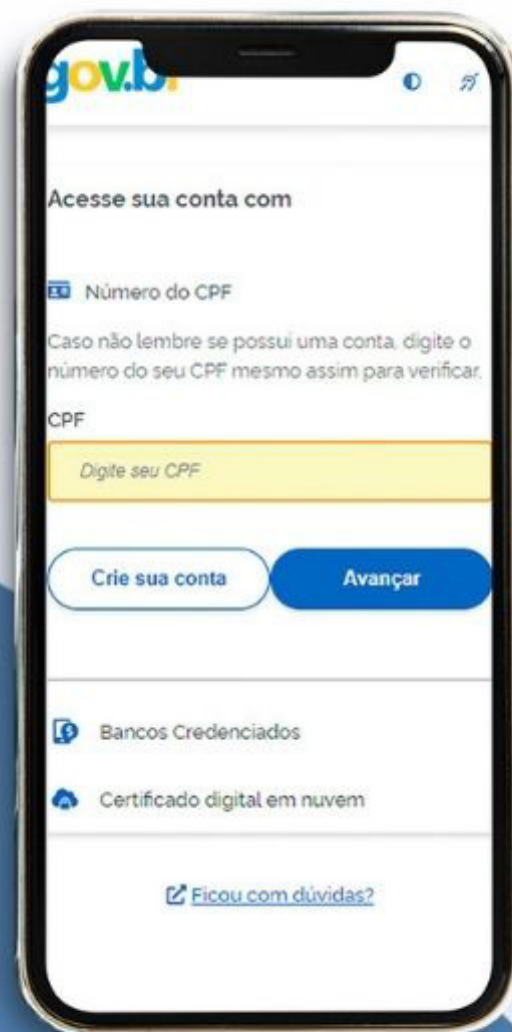 gov.br
Acesse sua conta com
Número do CPF
Caso não lembre se possui uma conta, digite o
número do seu CPF mesmo assim para verificar.
CPF
Digite seu CPF
Crie sua conta
Avançar
Bancos Credenciados
Certificado digital em nuvem
Ficou com dúvidas?